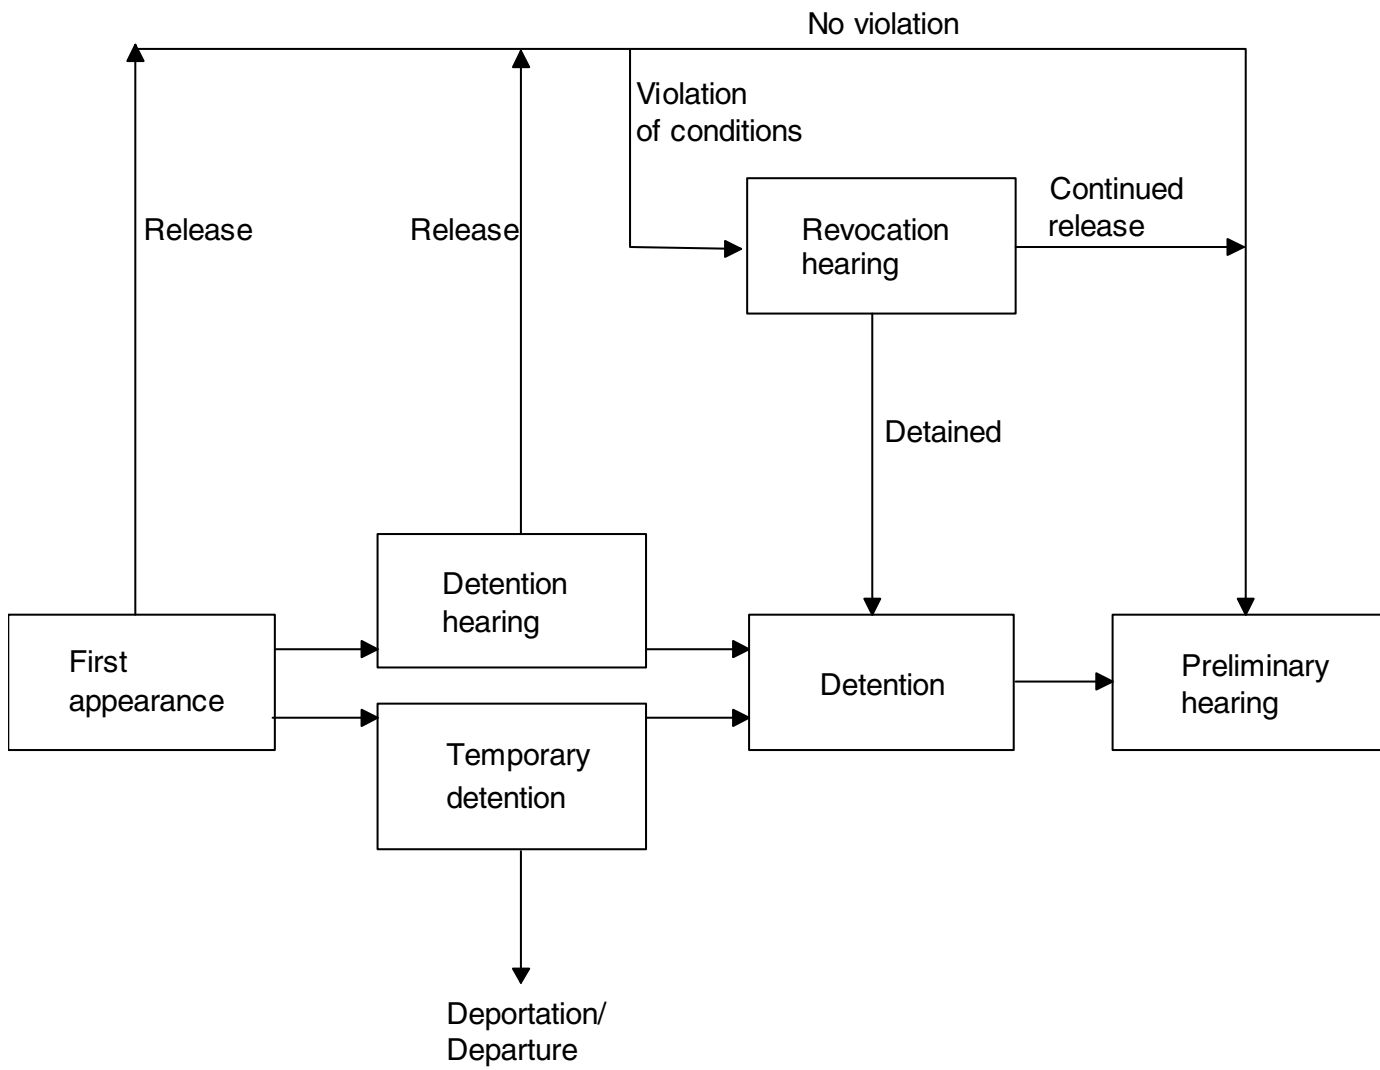 No violation
Violation
of conditions
Continued
release
Release
Release
Revocation
hearing
Detained
Detention
hearing
First
appearance
Detention
Preliminary
hearing
Temporary
detention
Deportation/
Departure